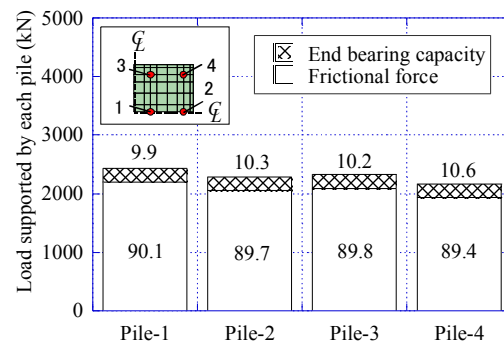 Load supported by each pile (kN)
5000
4000
3000
2000
1000
0
℄
3
4
1
2
℄
End bearing capacity
Frictional force
9.9
10.3
10.2
10.6
90.1
89.7
89.8
89.4
Pile-1
Pile-2
Pile-3
Pile-4